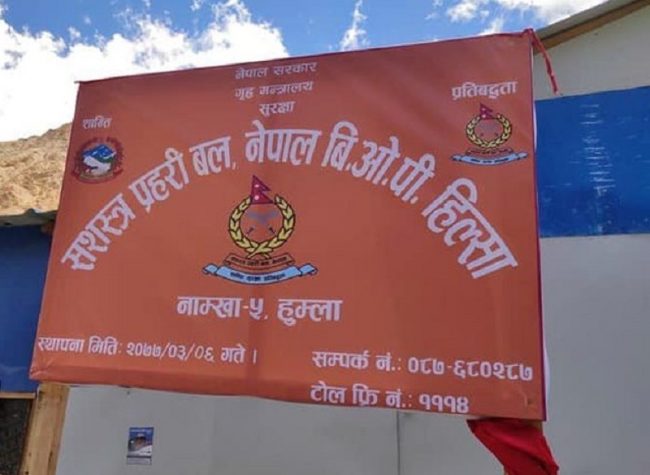 नेपाल सरकार
गृह मन्त्रालय
सुरक्षा
शान्ति
प्रतिबद्धता
सशस्त्र प्रहरी बल, नेपाल बि.ओ.पी. हिल्सा
नाम्खा-५, हुम्ला
स्थापना मिति: २०७७/०३/०६ गते ।
सम्पर्क नं.: ०८७-६८०२८७
टोल फ्रि नं.: १११४